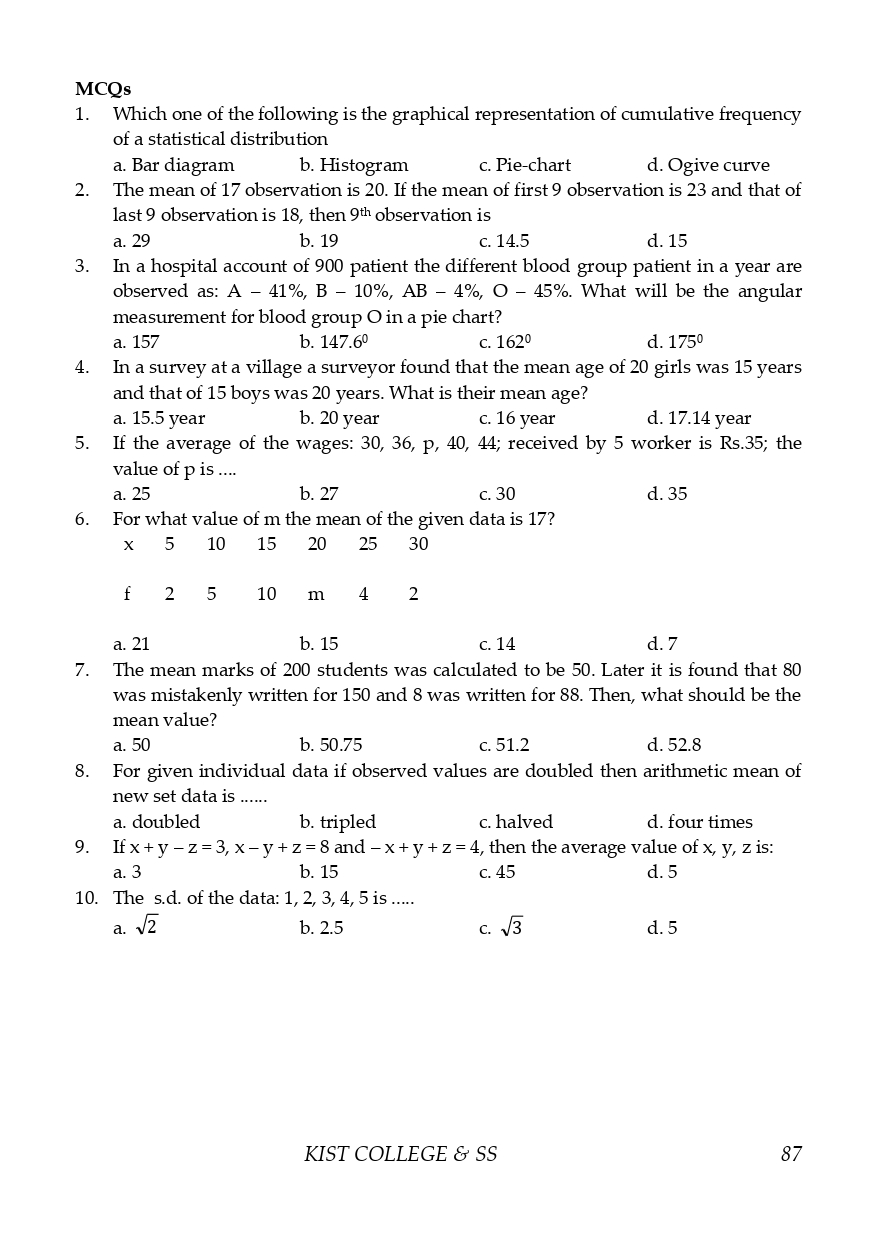 MCQs
1. Which one of the following is the graphical representation of cumulative frequency
of a statistical distribution
a. Bar diagram b. Histogram c. Pie-chart d. Ogive curve
2. The mean of 17 observation is 20. If the mean of first 9 observation is 23 and that of
last 9 observation is 18, then 9th observation is
a. 29 b. 19 c. 14.5 d. 15
3. In a hospital account of 900 patient the different blood group patient in a year are
observed as: A – 41%, B – 10%, AB – 4%, O – 45%. What will be the angular
measurement for blood group O in a pie chart?
a. 157 b. 147.6⁰ c. 162⁰ d. 175⁰
4. In a survey at a village a surveyor found that the mean age of 20 girls was 15 years
and that of 15 boys was 20 years. What is their mean age?
a. 15.5 year b. 20 year c. 16 year d. 17.14 year
5. If the average of the wages: 30, 36, p, 40, 44; received by 5 worker is Rs.35; the
value of p is ....
a. 25 b. 27 c. 30 d. 35
6. For what value of m the mean of the given data is 17?
x 5 10 15 20 25 30
f 2 5 10 m 4 2
a. 21 b. 15 c. 14 d. 7
7. The mean marks of 200 students was calculated to be 50. Later it is found that 80
was mistakenly written for 150 and 8 was written for 88. Then, what should be the
mean value?
a. 50 b. 50.75 c. 51.2 d. 52.8
8. For given individual data if observed values are doubled then arithmetic mean of
new set data is ......
a. doubled b. tripled c. halved d. four times
9. If x + y – z = 3, x – y + z = 8 and – x + y + z = 4, then the average value of x, y, z is:
a. 3 b. 15 c. 45 d. 5
10. The s.d. of the data: 1, 2, 3, 4, 5 is .....
a. √2 b. 2.5 c. √3 d. 5
KIST COLLEGE & SS 87